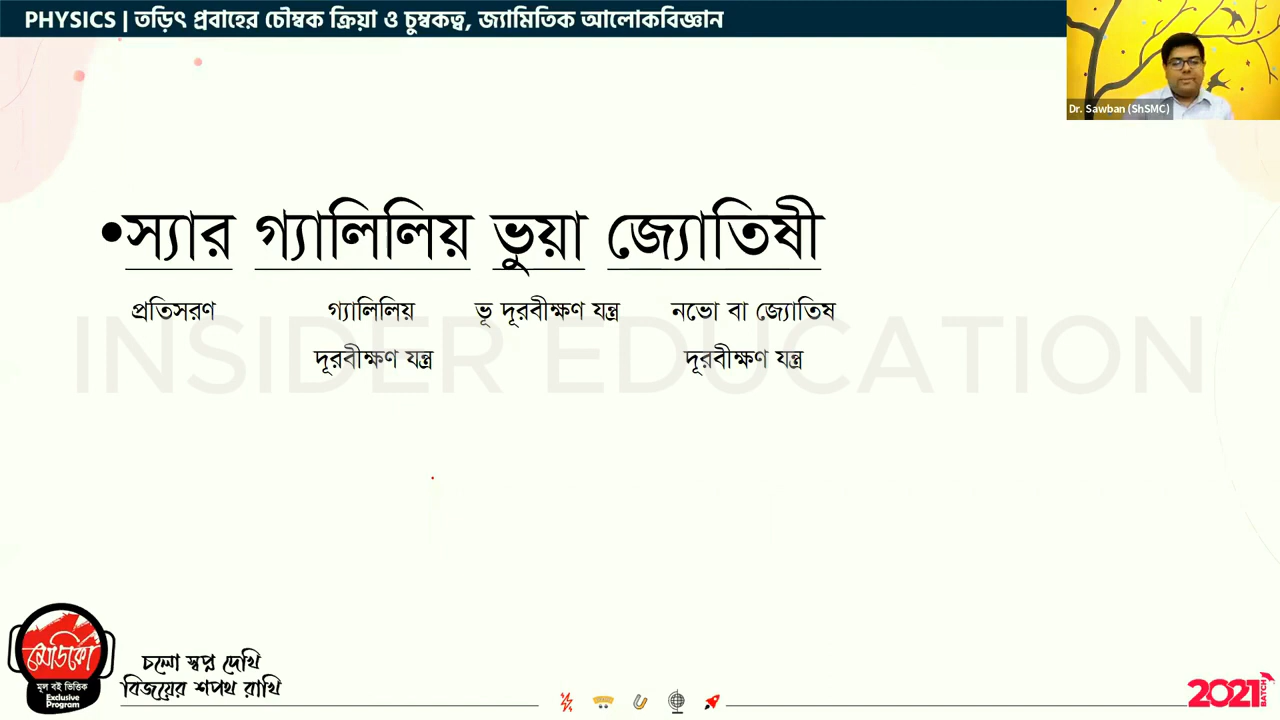 PHYSICS | তড়িৎ প্রবাহের চৌম্বক ক্রিয়া ও চুম্বকত্ব, জ্যামিতিক আলোকবিজ্ঞান
Dr. Sawban (ShSMC)
•স্যার গ্যালিলিয় ভুয়া জ্যোতিষী
প্রতিসরণ গ্যালিলিয় ভূ দূরবীক্ষণ যন্ত্র নভো বা জ্যোতিষ
দূরবীক্ষণ যন্ত্র দূরবীক্ষণ যন্ত্র
INSIDER EDUCATION
মেডিকো
মূল বই ভিত্তিক
Exclusive
Program
চলো স্বপ্ন দেখি
বিজয়ের শপথ রাখি
2021 BATCH